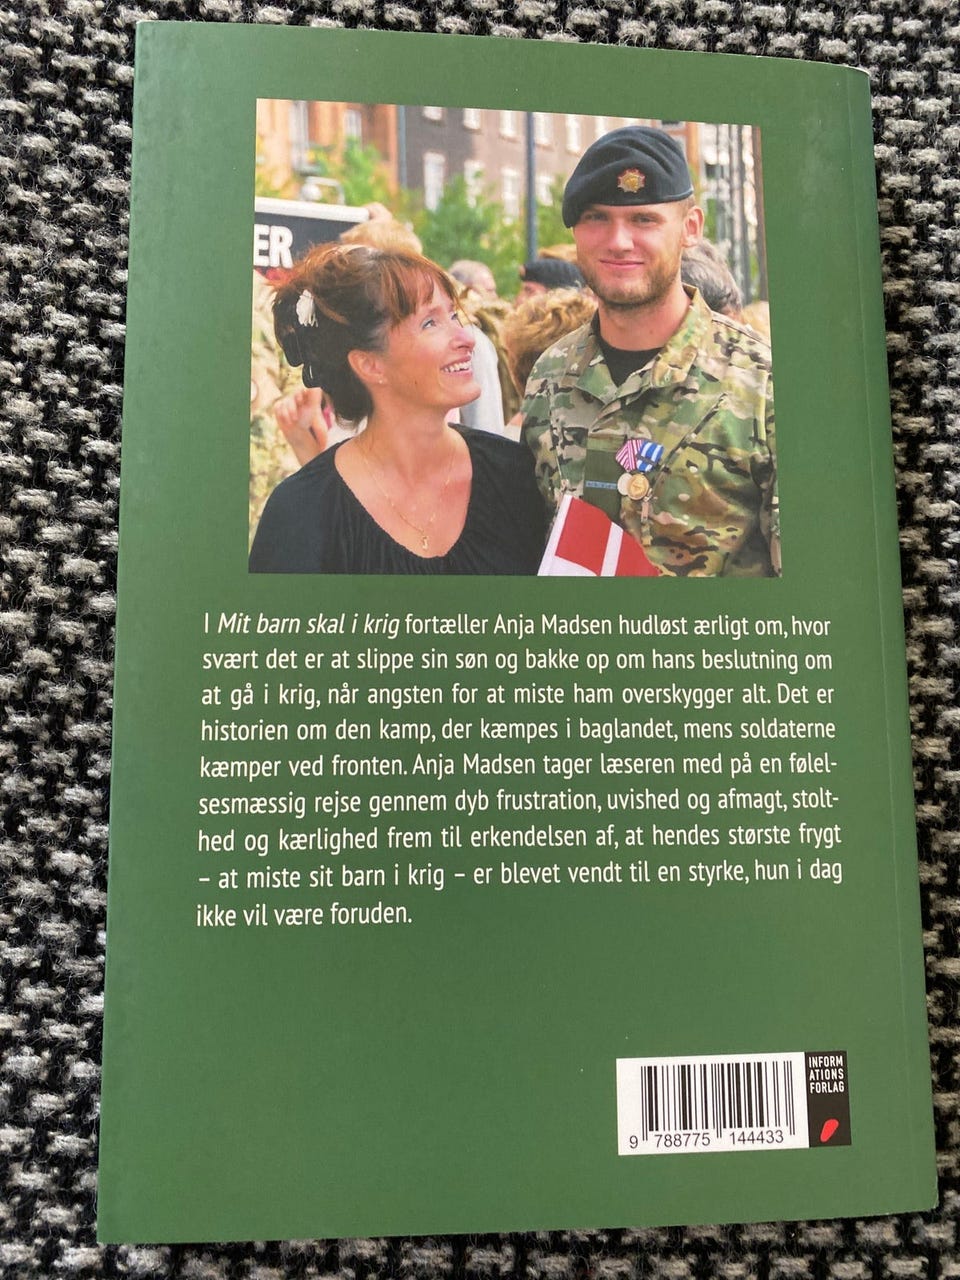 ER
I Mit barn skal i krig fortæller Anja Madsen hudløst ærligt om, hvor
svært det er at slippe sin søn og bakke op om hans beslutning om
at gå i krig, når angsten for at miste ham overskygger alt. Det er
historien om den kamp, der kæmpes i baglandet, mens soldaterne
kæmper ved fronten. Anja Madsen tager læseren med på en følel-
sesmæssig rejse gennem dyb frustration, uvished og afmagt, stolt-
hed og kærlighed frem til erkendelsen af, at hendes største frygt
– at miste sit barn i krig – er blevet vendt til en styrke, hun i dag
ikke vil være foruden.
INFORM
ATIONS
FORLAG
9 788775 144433